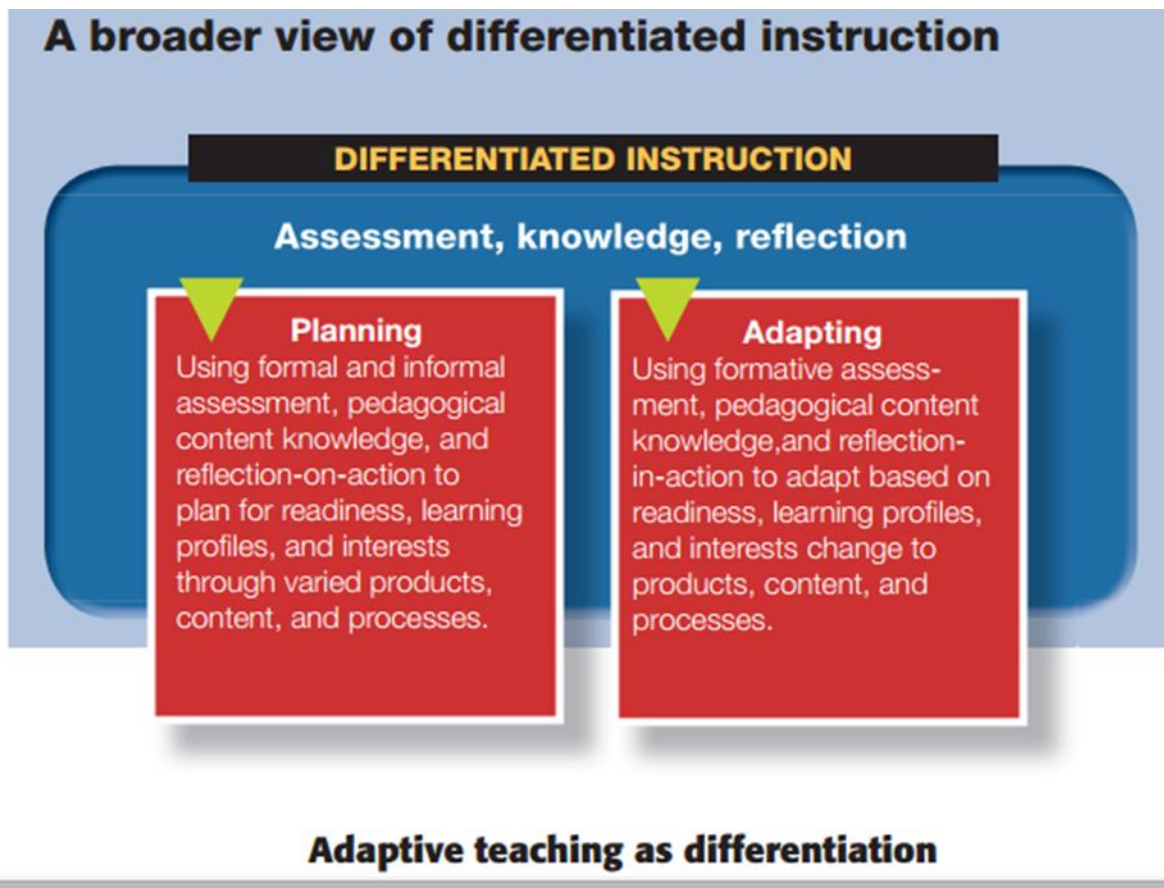 A broader view of differentiated instruction
DIFFERENTIATED INSTRUCTION
Assessment, knowledge, reflection
Planning
Using formal and informal
assessment, pedagogical
content knowledge, and
reflection-on-action to
plan for readiness, learning
profiles, and interests
through varied products,
content, and processes.
Adapting
Using formative assess-
ment, pedagogical content
knowledge,and reflection-
in-action to adapt based on
readiness, learning profiles,
and interests change to
products, content, and
processes.
Adaptive teaching as differentiation